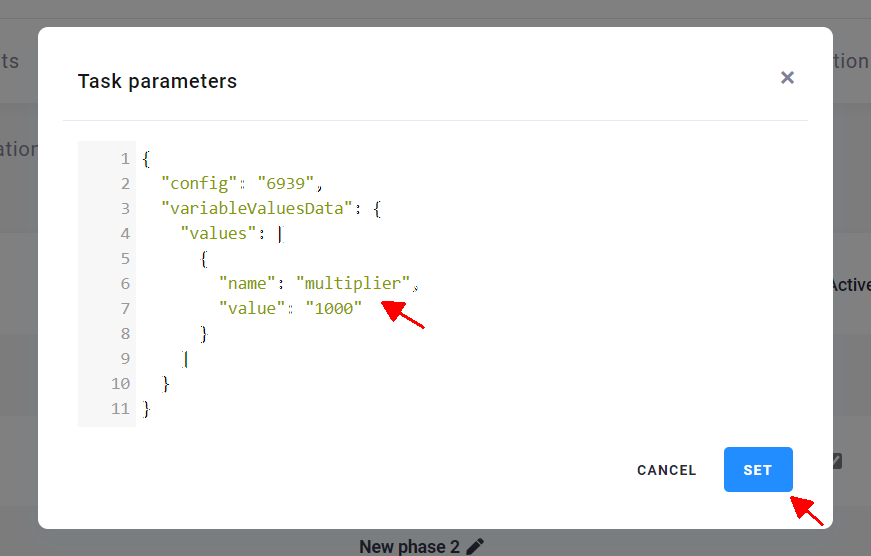 ts
tion
Task parameters
×
ation
1 {
2 "config": "6939",
3 "variableValuesData": {
4 "values": [
5 {
6 "name": "multiplier",
7 "value": "1000"
8 }
9 ]
10 }
11 }
Active
CANCEL
SET
New phase 2